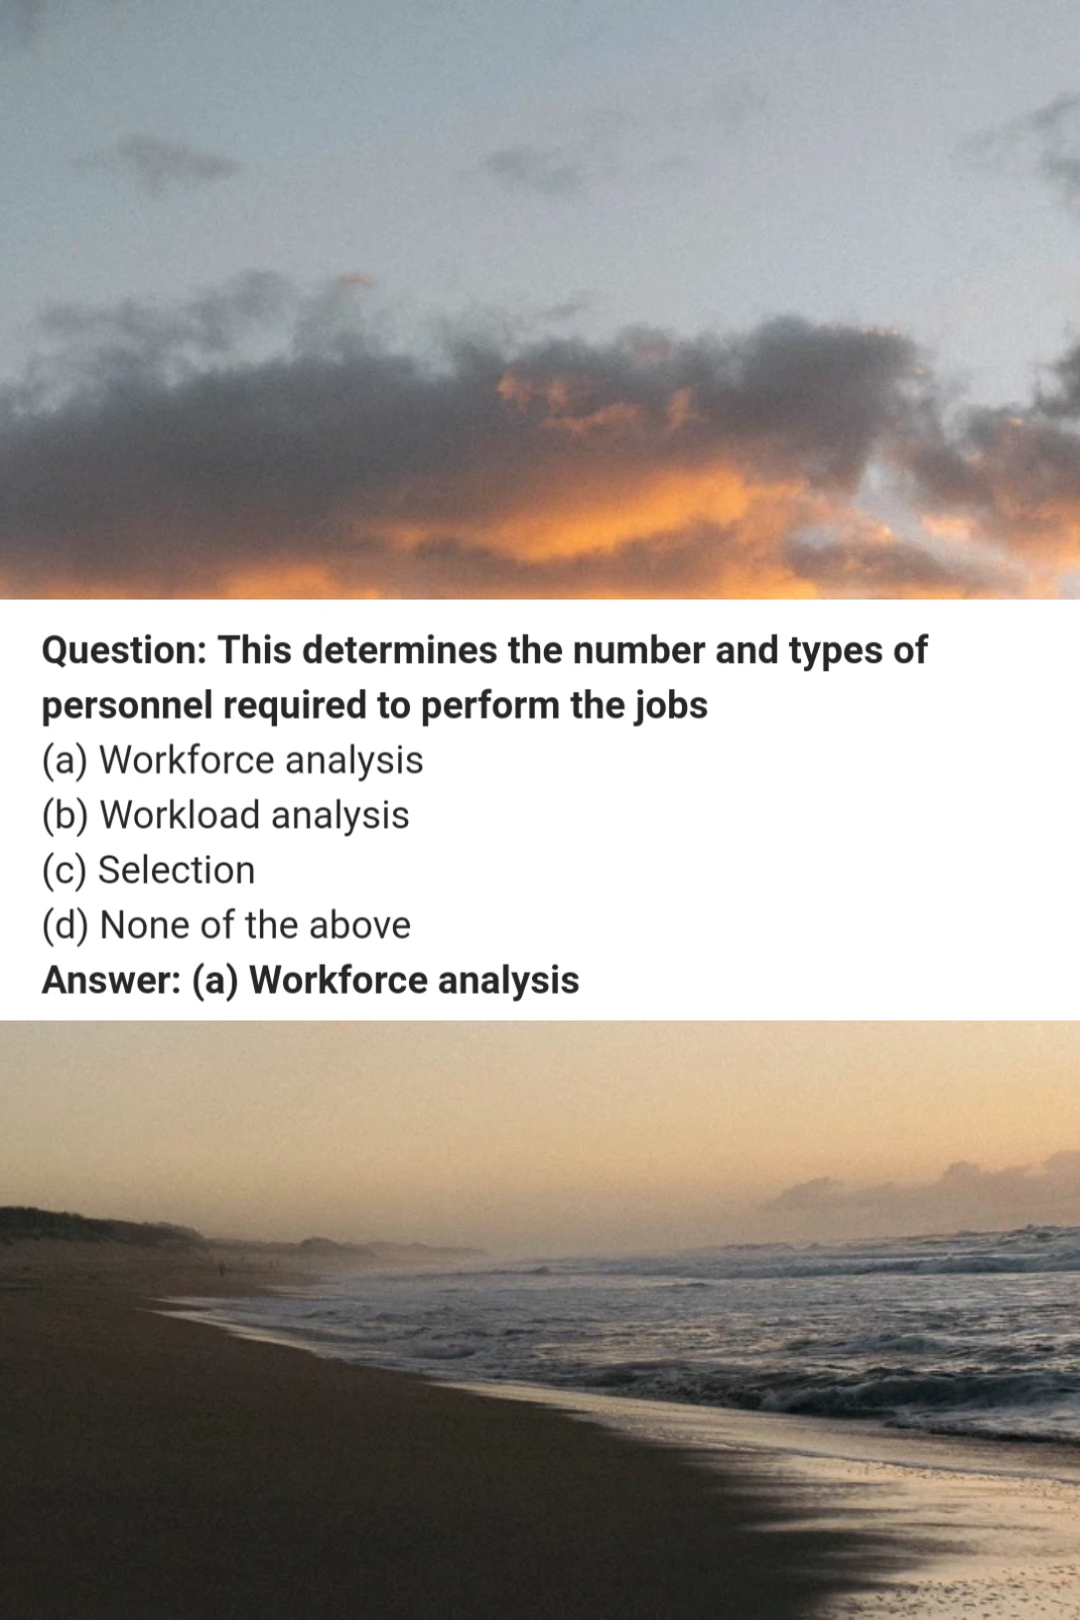 Question: This determines the number and types of
personnel required to perform the jobs
(a) Workforce analysis
(b) Workload analysis
(c) Selection
(d) None of the above
Answer: (a) Workforce analysis